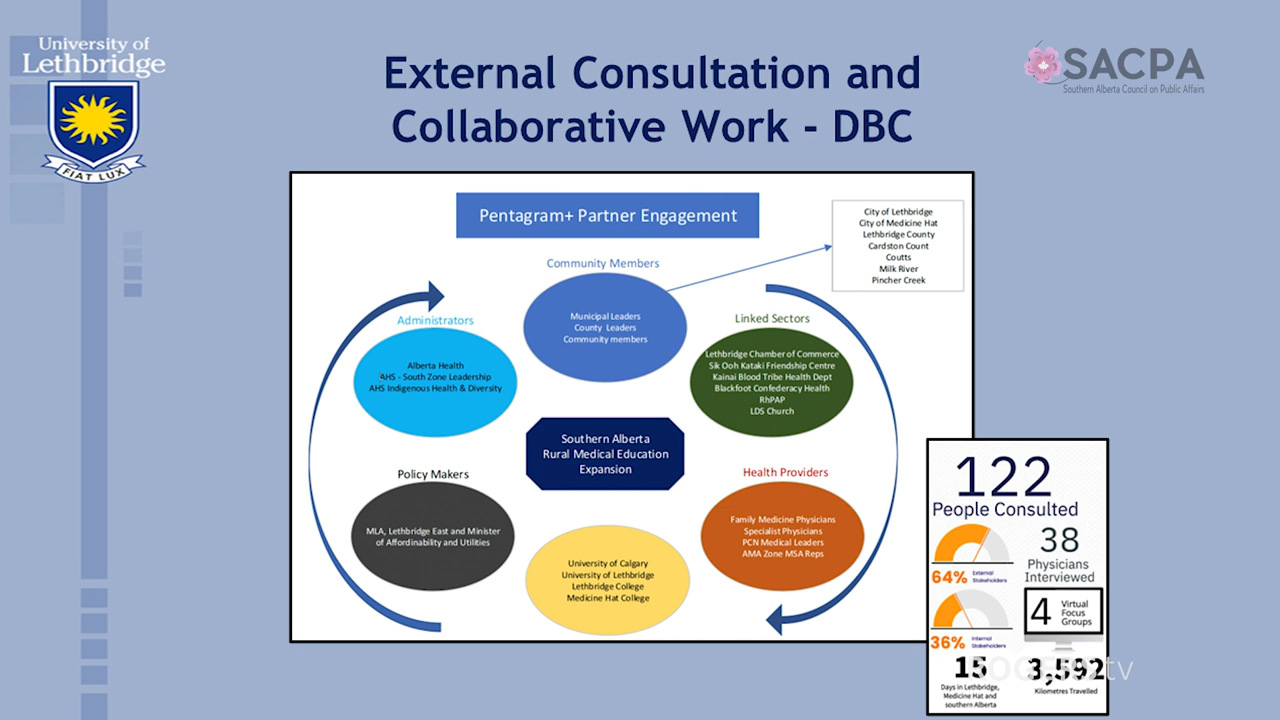 University of
Lethbridge
FIAT LUX
SACPA
Southern Alberta Council on Public Affairs
External Consultation and
Collaborative Work - DBC
Pentagram+ Partner Engagement
City of Lethbridge
City of Medicine Hat
Lethbridge County
Cardston Count
Coutts
Milk River
Pincher Creek
Community Members
Municipal Leaders
County Leaders
Community members
Administrators
Alberta Health
AHS - South Zone Leadership
AHS Indigenous Health & Diversity
Linked Sectors
Lethbridge Chamber of Commerce
Sik Ooh Kataki Friendship Centre
Kainai Blood Tribe Health Dept
Blackfoot Confederacy Health
RhPAP
LDS Church
Southern Alberta
Rural Medical Education
Expansion
Policy Makers
MLA, Lethbridge East and Minister
of Affordability and Utilities
Health Providers
Family Medicine Physicians
Specialist Physicians
PCN Medical Leaders
AMA Zone MSA Reps
University of Calgary
University of Lethbridge
Lethbridge College
Medicine Hat College
122
People Consulted
64%
External
Stakeholders
38
Physicians
Interviewed
36%
Internal
Stakeholders
4
Virtual
Focus
Groups
15
Days in Lethbridge,
Medicine Hat and
southern Alberta
3,592
Kilometres Travelled
ROGERS tv